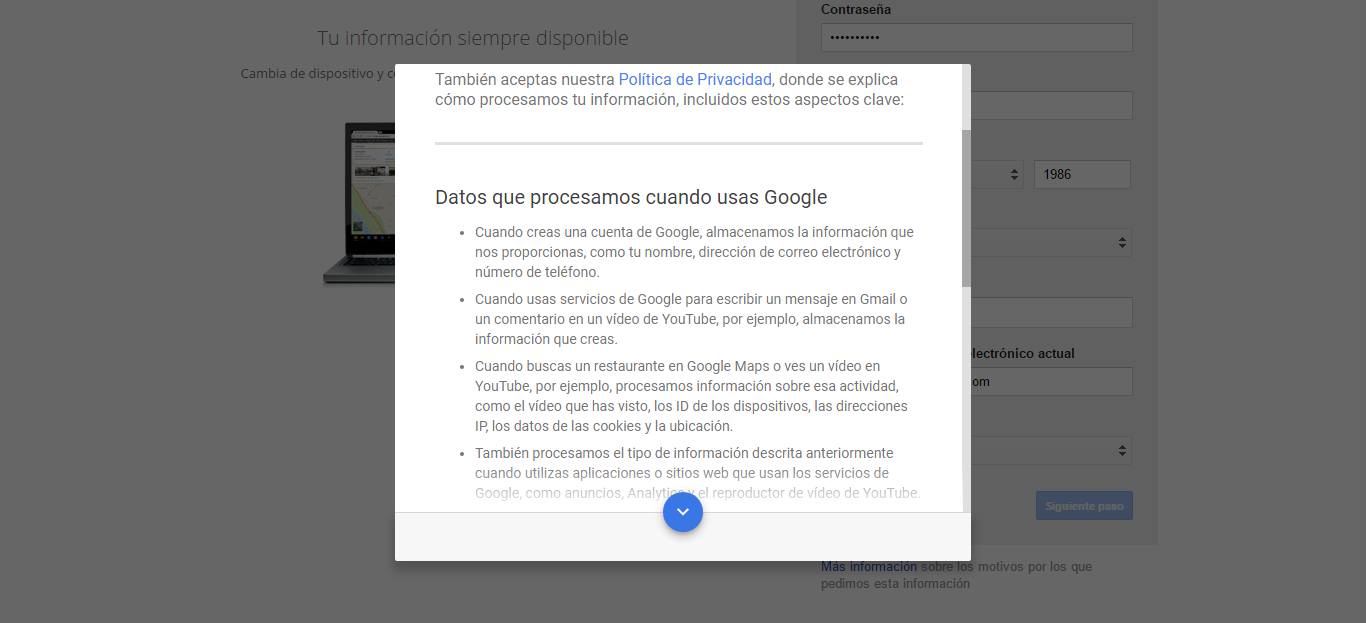 Contraseña
••••••••••
Tu información siempre disponible
Cambia de dispositivo y
También aceptas nuestra Política de Privacidad, donde se explica
cómo procesamos tu información, incluidos estos aspectos clave:
1986
Datos que procesamos cuando usas Google
• Cuando creas una cuenta de Google, almacenamos la información que
nos proporcionas, como tu nombre, dirección de correo electrónico y
número de teléfono.
• Cuando usas servicios de Google para escribir un mensaje en Gmail o
un comentario en un vídeo de YouTube, por ejemplo, almacenamos la
información que creas.
• Cuando buscas un restaurante en Google Maps o ves un vídeo en
YouTube, por ejemplo, procesamos información sobre esa actividad,
como el vídeo que has visto, los ID de los dispositivos, las direcciones
IP, los datos de las cookies y la ubicación.
• También procesamos el tipo de información descrita anteriormente
cuando utilizas aplicaciones o sitios web que usan los servicios de
Google, como anuncios, Analytics y el reproductor de vídeo de YouTube.
lectrónico actual
om
Siguiente paso
Más información sobre los motivos por los que
pedimos esta información